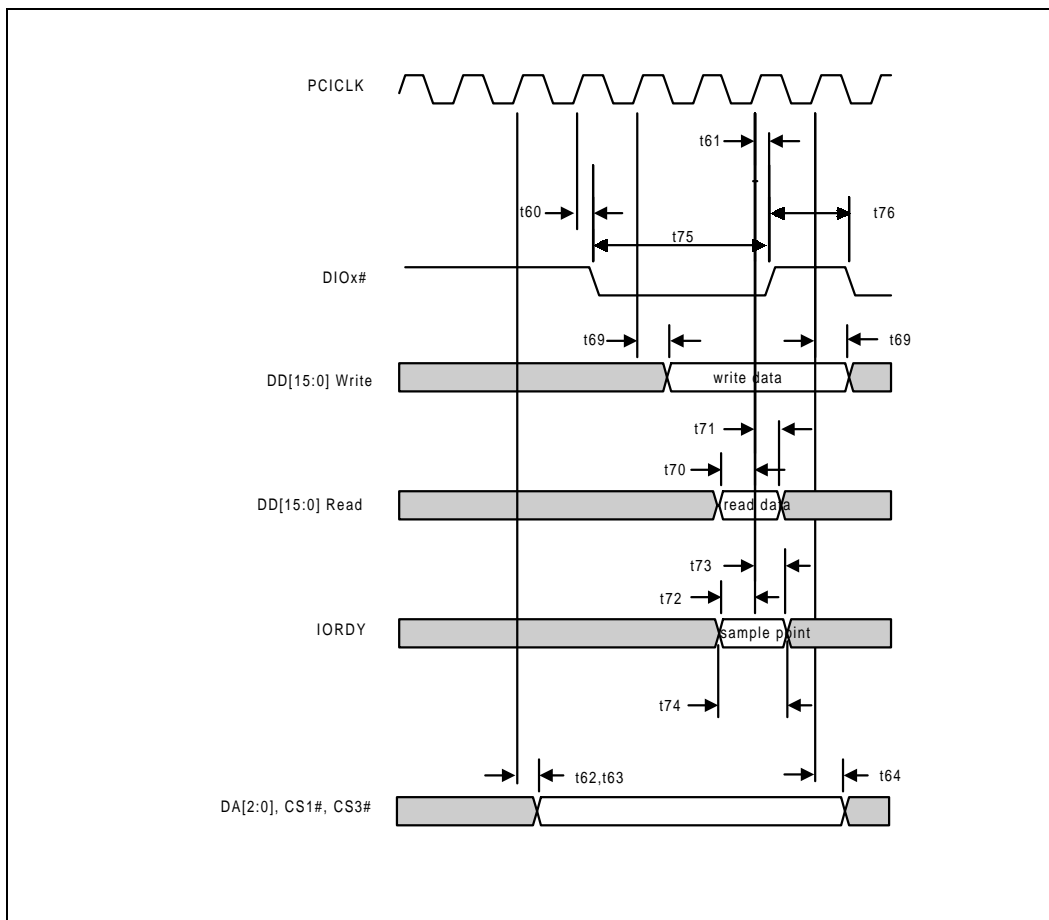 PCICLK
t61
t60
t76
t75
DIOx#
t69
t69
DD[15:0] Write
write data
t71
t70
DD[15:0] Read
read data
t73
t72
IORDY
sample point
t74
t62,t63
t64
DA[2:0], CS1#, CS3#